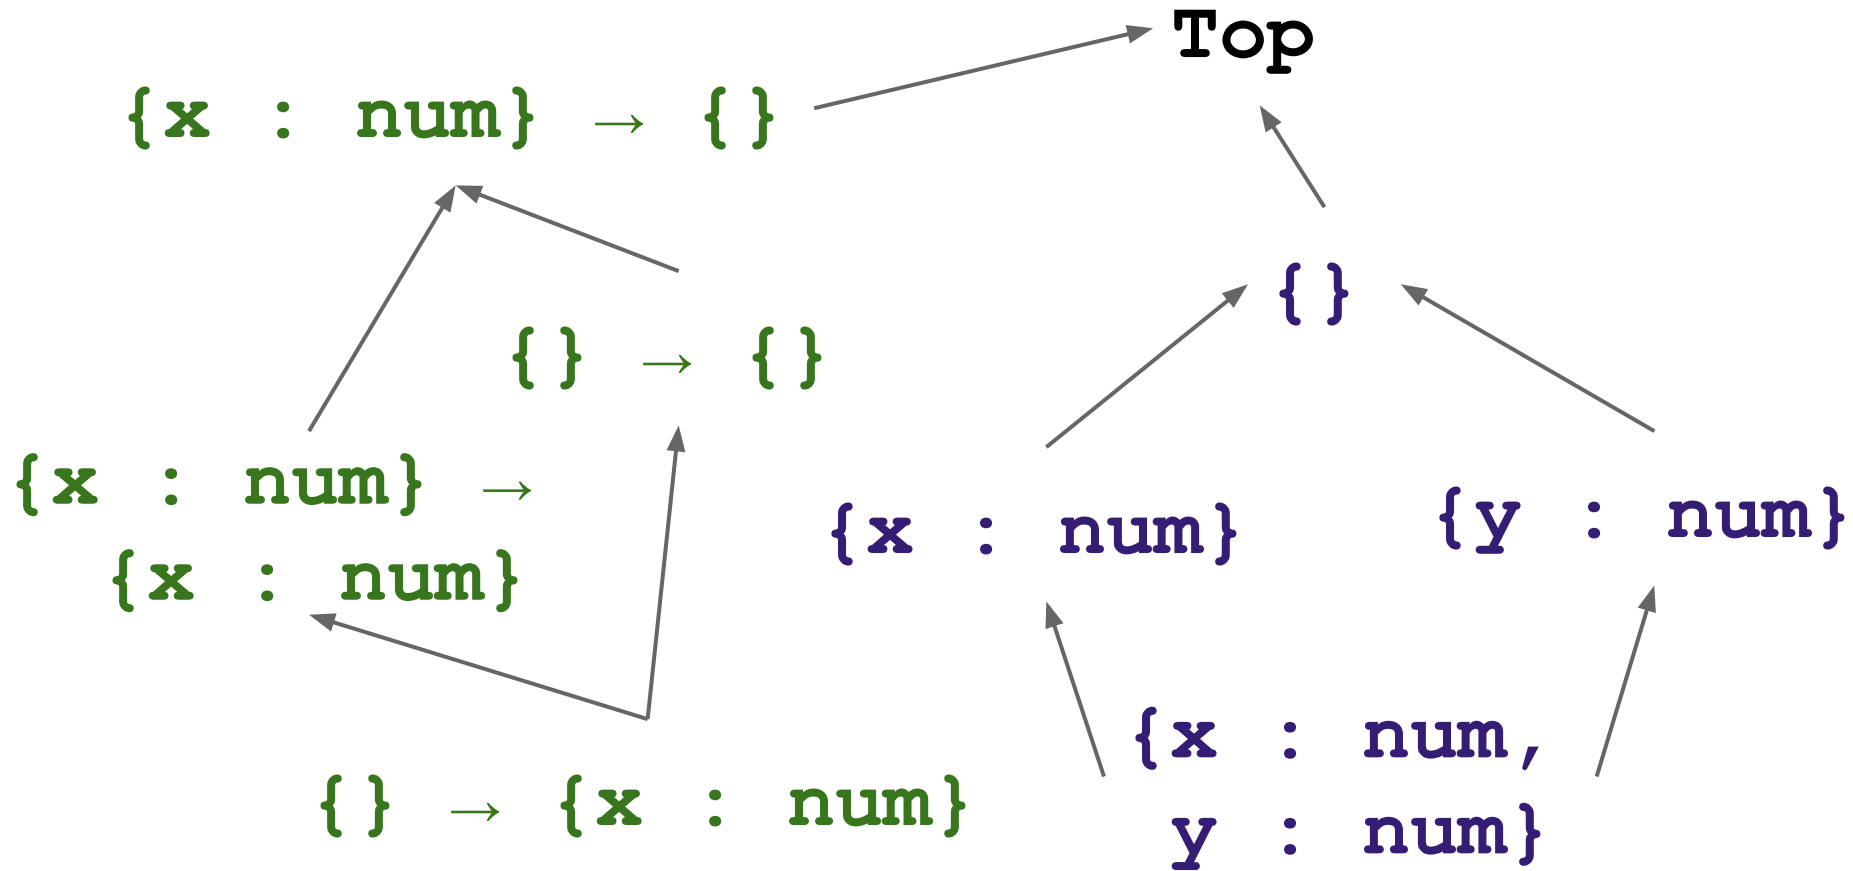 Top
{x : num} → {}
{}
{} → {}
{x : num} →
{x : num}
{x : num}
{y : num}
{} → {x : num}
{x : num,
y : num}